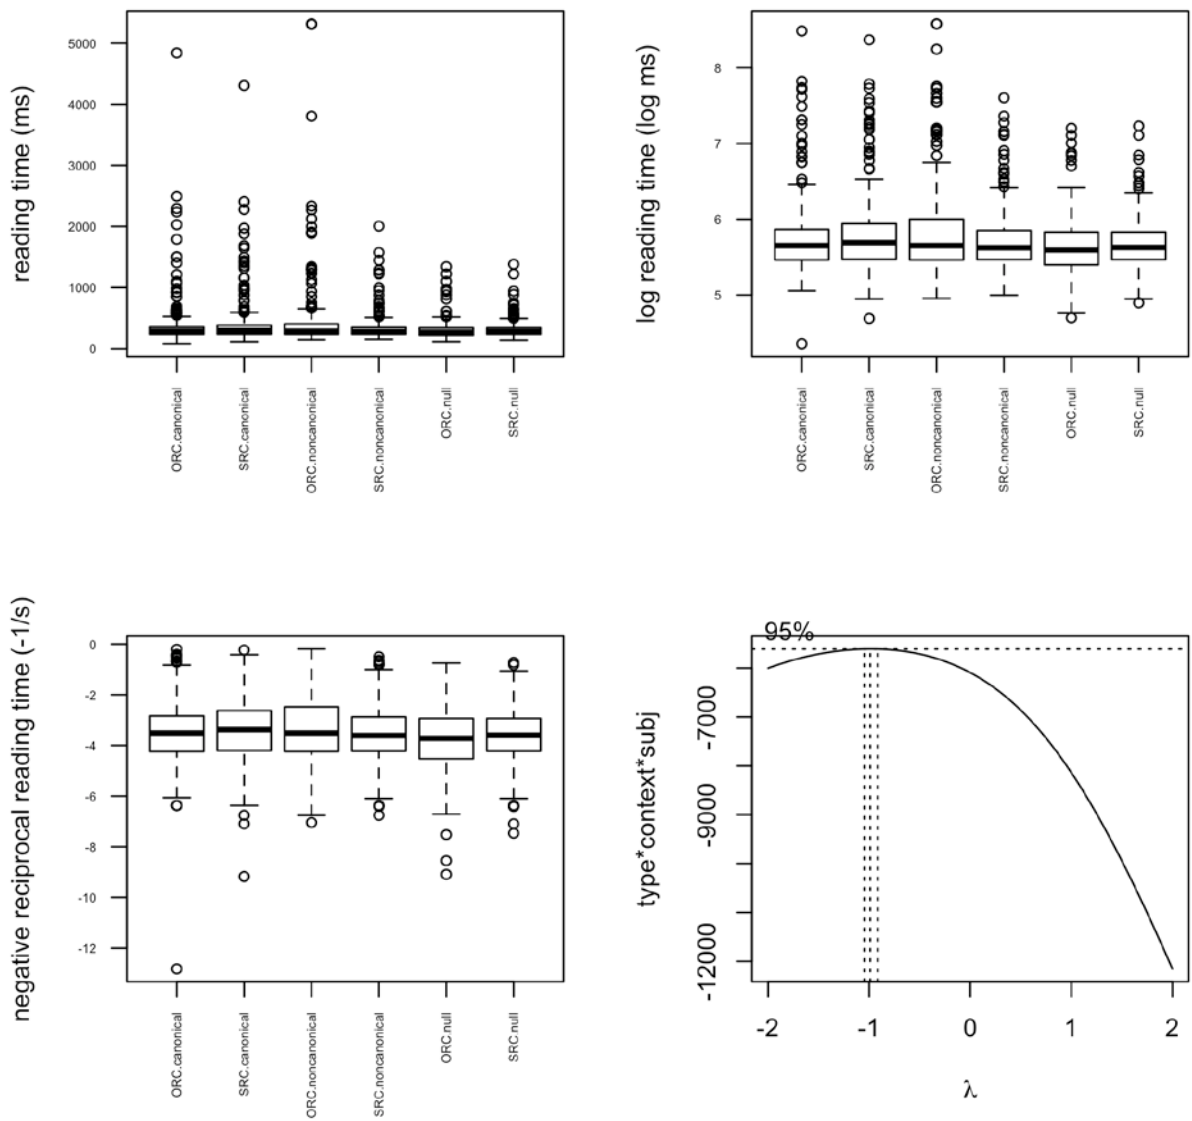 reading time (ms)
5000
4000
3000
2000
1000
0
ORC.canonical
SRC.canonical
ORC.noncanonical
SRC.noncanonical
ORC.null
SRC.null
log reading time (log ms)
8
7
6
5
ORC.canonical
SRC.canonical
ORC.noncanonical
SRC.noncanonical
ORC.null
SRC.null
negative reciprocal reading time (-1/s)
0
-2
-4
-6
-8
-10
-12
ORC.canonical
SRC.canonical
ORC.noncanonical
SRC.noncanonical
ORC.null
SRC.null
95%
type*context*subj
-7000
-9000
-12000
-2
-1
0
1
2
λ